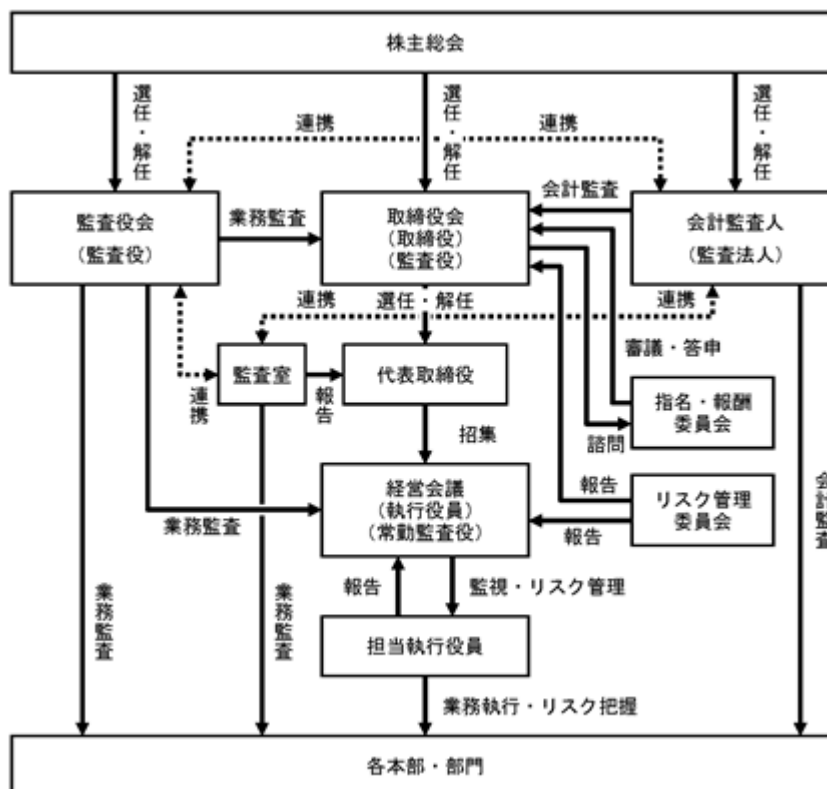 株主総会
選任・解任
選任・解任
選任・解任
連携
連携
監査役会
(監査役)
業務監査
取締役会
(取締役)
(監査役)
会計監査
会計監査人
(監査法人)
連携
選任・解任
連携
審議・答申
監査室
報告
代表取締役
連携
指名・報酬
委員会
諮問
招集
経営会議
(執行役員)
(常勤監査役)
業務監査
報告
リスク管理
委員会
報告
会計監査
報告
監視・リスク管理
業務監査
業務監査
担当執行役員
業務執行・リスク把握
各本部・部門